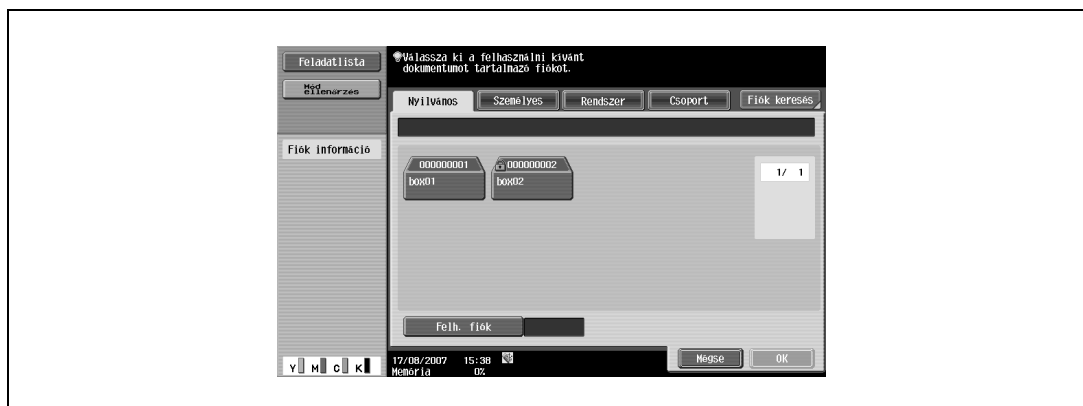 Feladatlista
Mód
ellenőrzés
Fiók információ
Válassza ki a felhasználni kívánt
dokumentumot tartalmazó fiókot.
Nyilvános
Személyes
Rendszer
Csoport
Fiók keresés
000000001
box01
000000002
box02
1/ 1
Felh. fiók
17/08/2007 15:38
Memória 0%
Mégse
OK
Y M C K